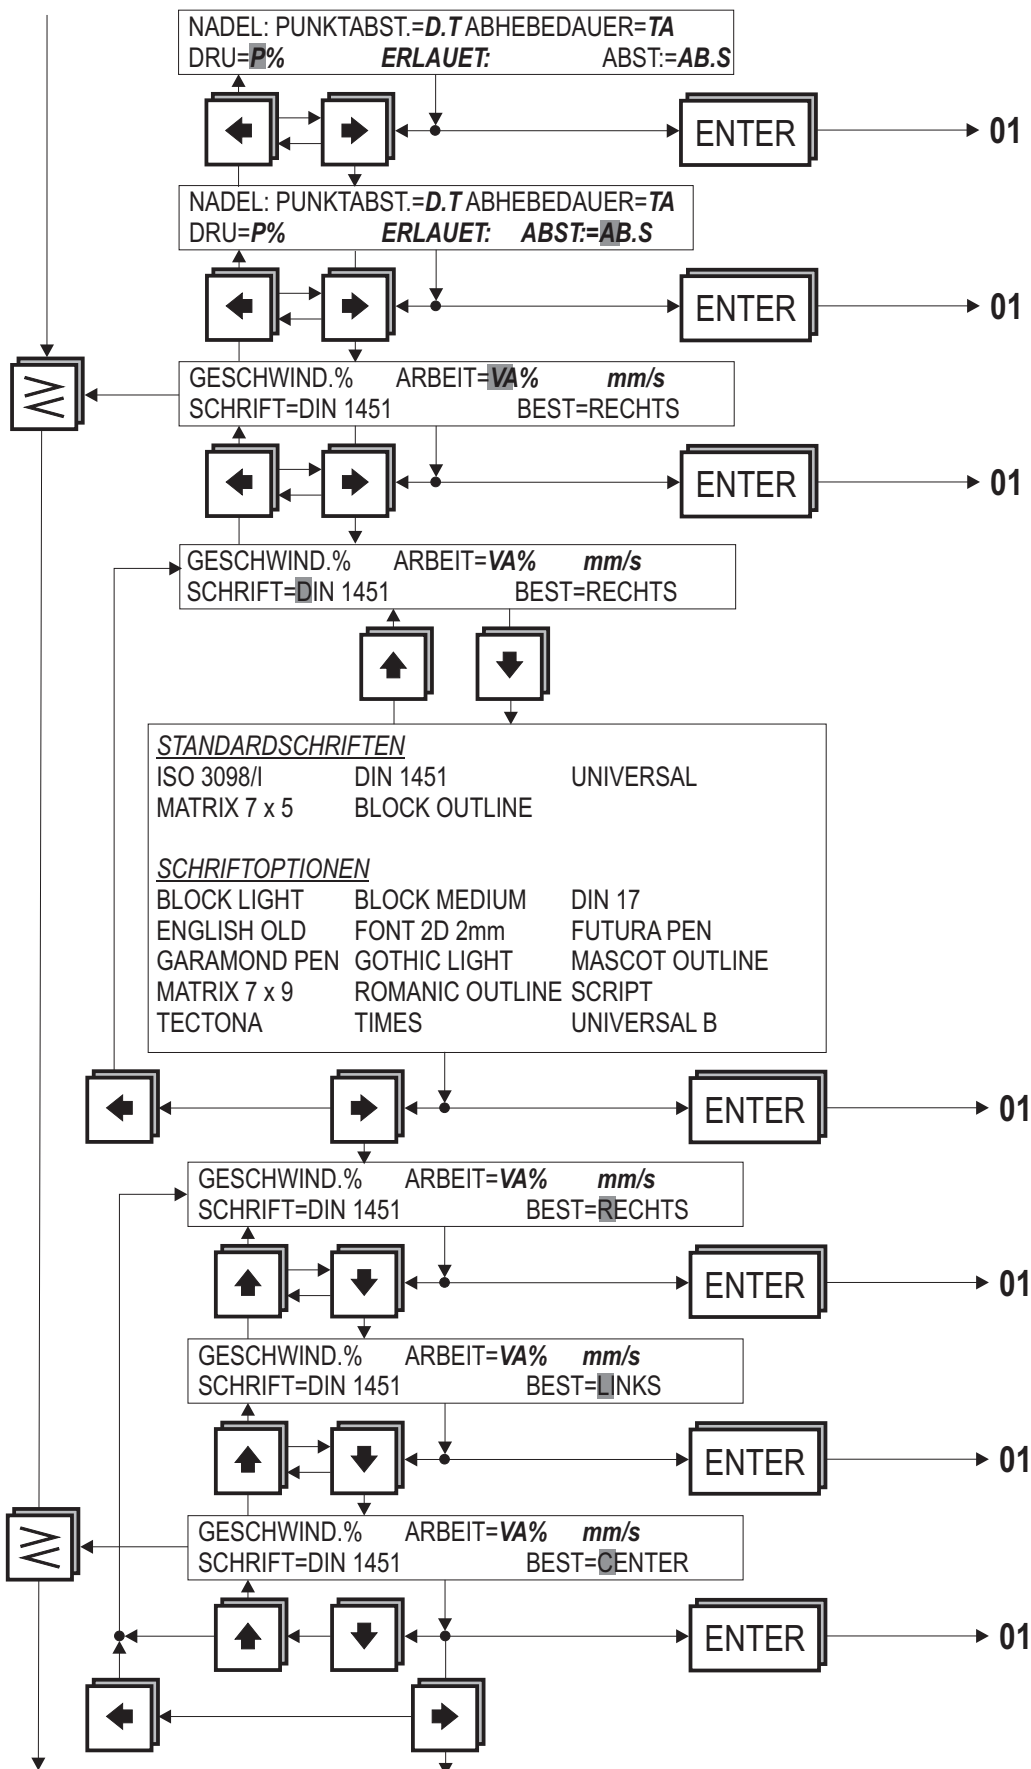 NADEL: PUNKTABST.=D.T ABHEBEDAUER=TA
DRU=P% ERLAUET: ABST.:=AB.S
ENTER 01
NADEL: PUNKTABST.=D.T ABHEBEDAUER=TA
DRU=P% ERLAUET: ABST:=AB.S
ENTER 01
GESCHWIND.% ARBEIT=VA% mm/s
SCHRIFT=DIN 1451 BEST=RECHTS
ENTER 01
GESCHWIND.% ARBEIT=VA% mm/s
SCHRIFT=DIN 1451 BEST=RECHTS
STANDARDSCHRIFTEN
ISO 3098/I DIN 1451 UNIVERSAL
MATRIX 7 x 5 BLOCK OUTLINE
SCHRIFTOPTIONEN
BLOCK LIGHT BLOCK MEDIUM DIN 17
ENGLISH OLD FONT 2D 2mm FUTURA PEN
GARAMOND PEN GOTHIC LIGHT MASCOT OUTLINE
MATRIX 7 x 9 ROMANIC OUTLINE SCRIPT
TECTONA TIMES UNIVERSAL B
ENTER 01
GESCHWIND.% ARBEIT=VA% mm/s
SCHRIFT=DIN 1451 BEST=RECHTS
ENTER 01
GESCHWIND.% ARBEIT=VA% mm/s
SCHRIFT=DIN 1451 BEST=LINKS
ENTER 01
GESCHWIND.% ARBEIT=VA% mm/s
SCHRIFT=DIN 1451 BEST=CENTER
ENTER 01